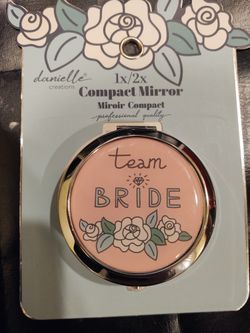 danielle®
creations
1x/2x
Compact Mirror
Miroir Compact
professional quality
team
BRIDE